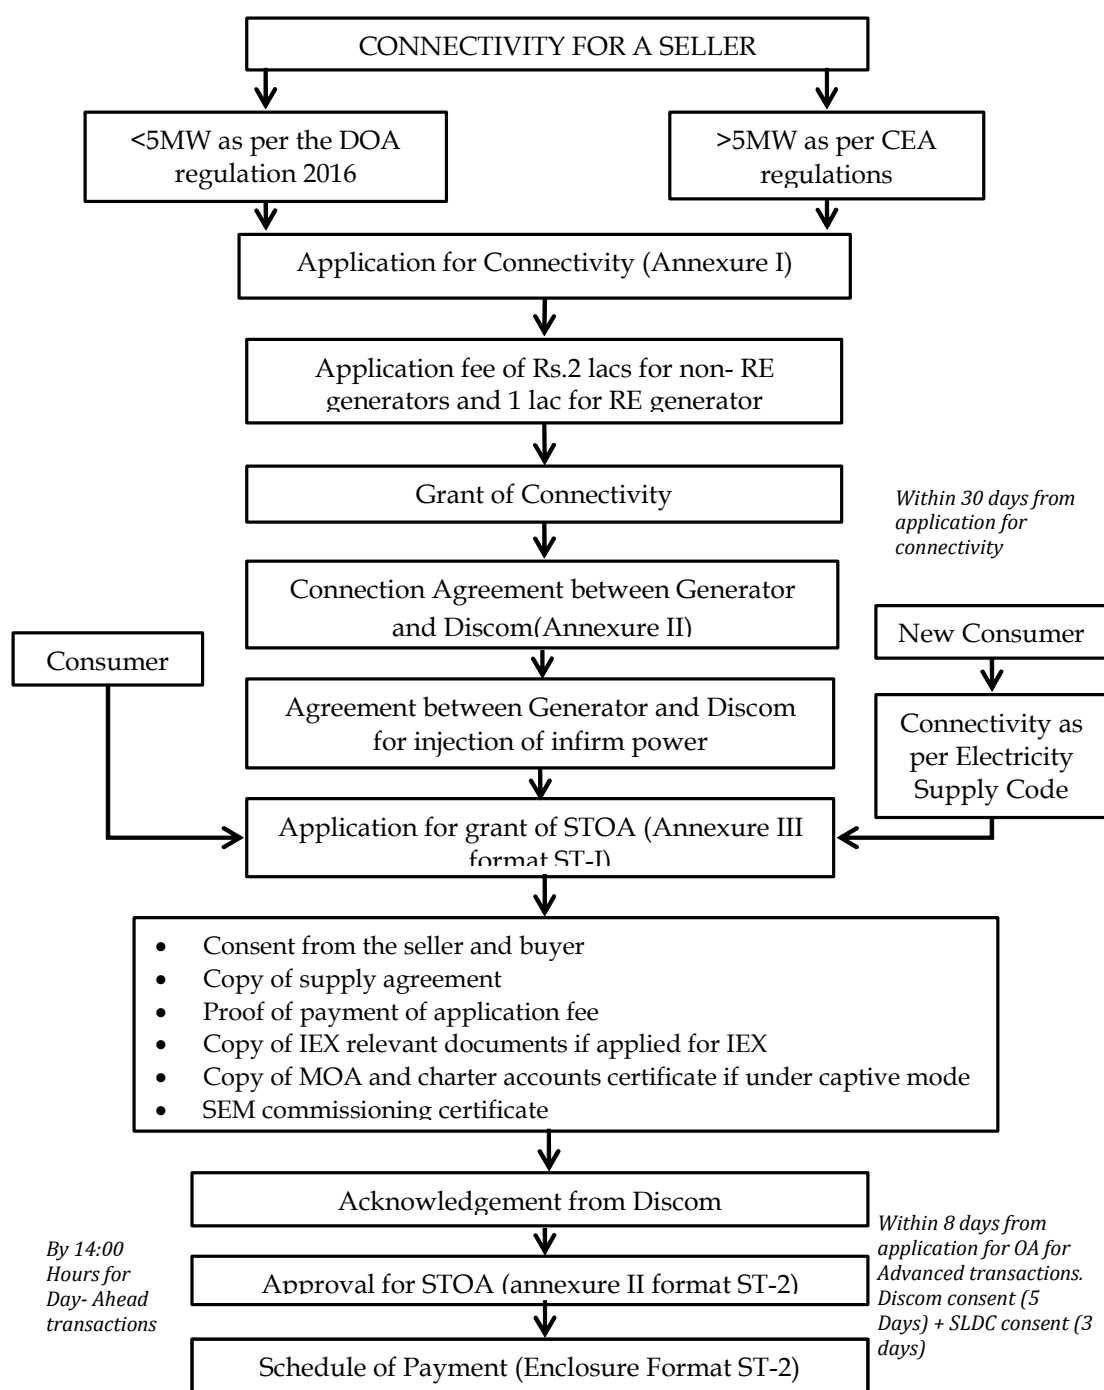 CONNECTIVITY FOR A SELLER
<5MW as per the DOA
regulation 2016
>5MW as per CEA
regulations
Application for Connectivity (Annexure I)
Application fee of Rs.2 lacs for non- RE
generators and 1 lac for RE generator
Grant of Connectivity
Within 30 days from
application for
connectivity
Connection Agreement between Generator
and Discom(Annexure II)
New Consumer
Consumer
Agreement between Generator and Discom
for injection of infirm power
Connectivity as
per Electricity
Supply Code
Application for grant of STOA (Annexure III
format ST-I)
• Consent from the seller and buyer
• Copy of supply agreement
• Proof of payment of application fee
• Copy of IEX relevant documents if applied for IEX
• Copy of MOA and charter accounts certificate if under captive mode
• SEM commissioning certificate
Acknowledgement from Discom
By 14:00
Hours for
Day- Ahead
transactions
Approval for STOA (annexure II format ST-2)
Within 8 days from
application for OA for
Advanced transactions.
Discom consent (5
Days) + SLDC consent (3
days)
Schedule of Payment (Enclosure Format ST-2)